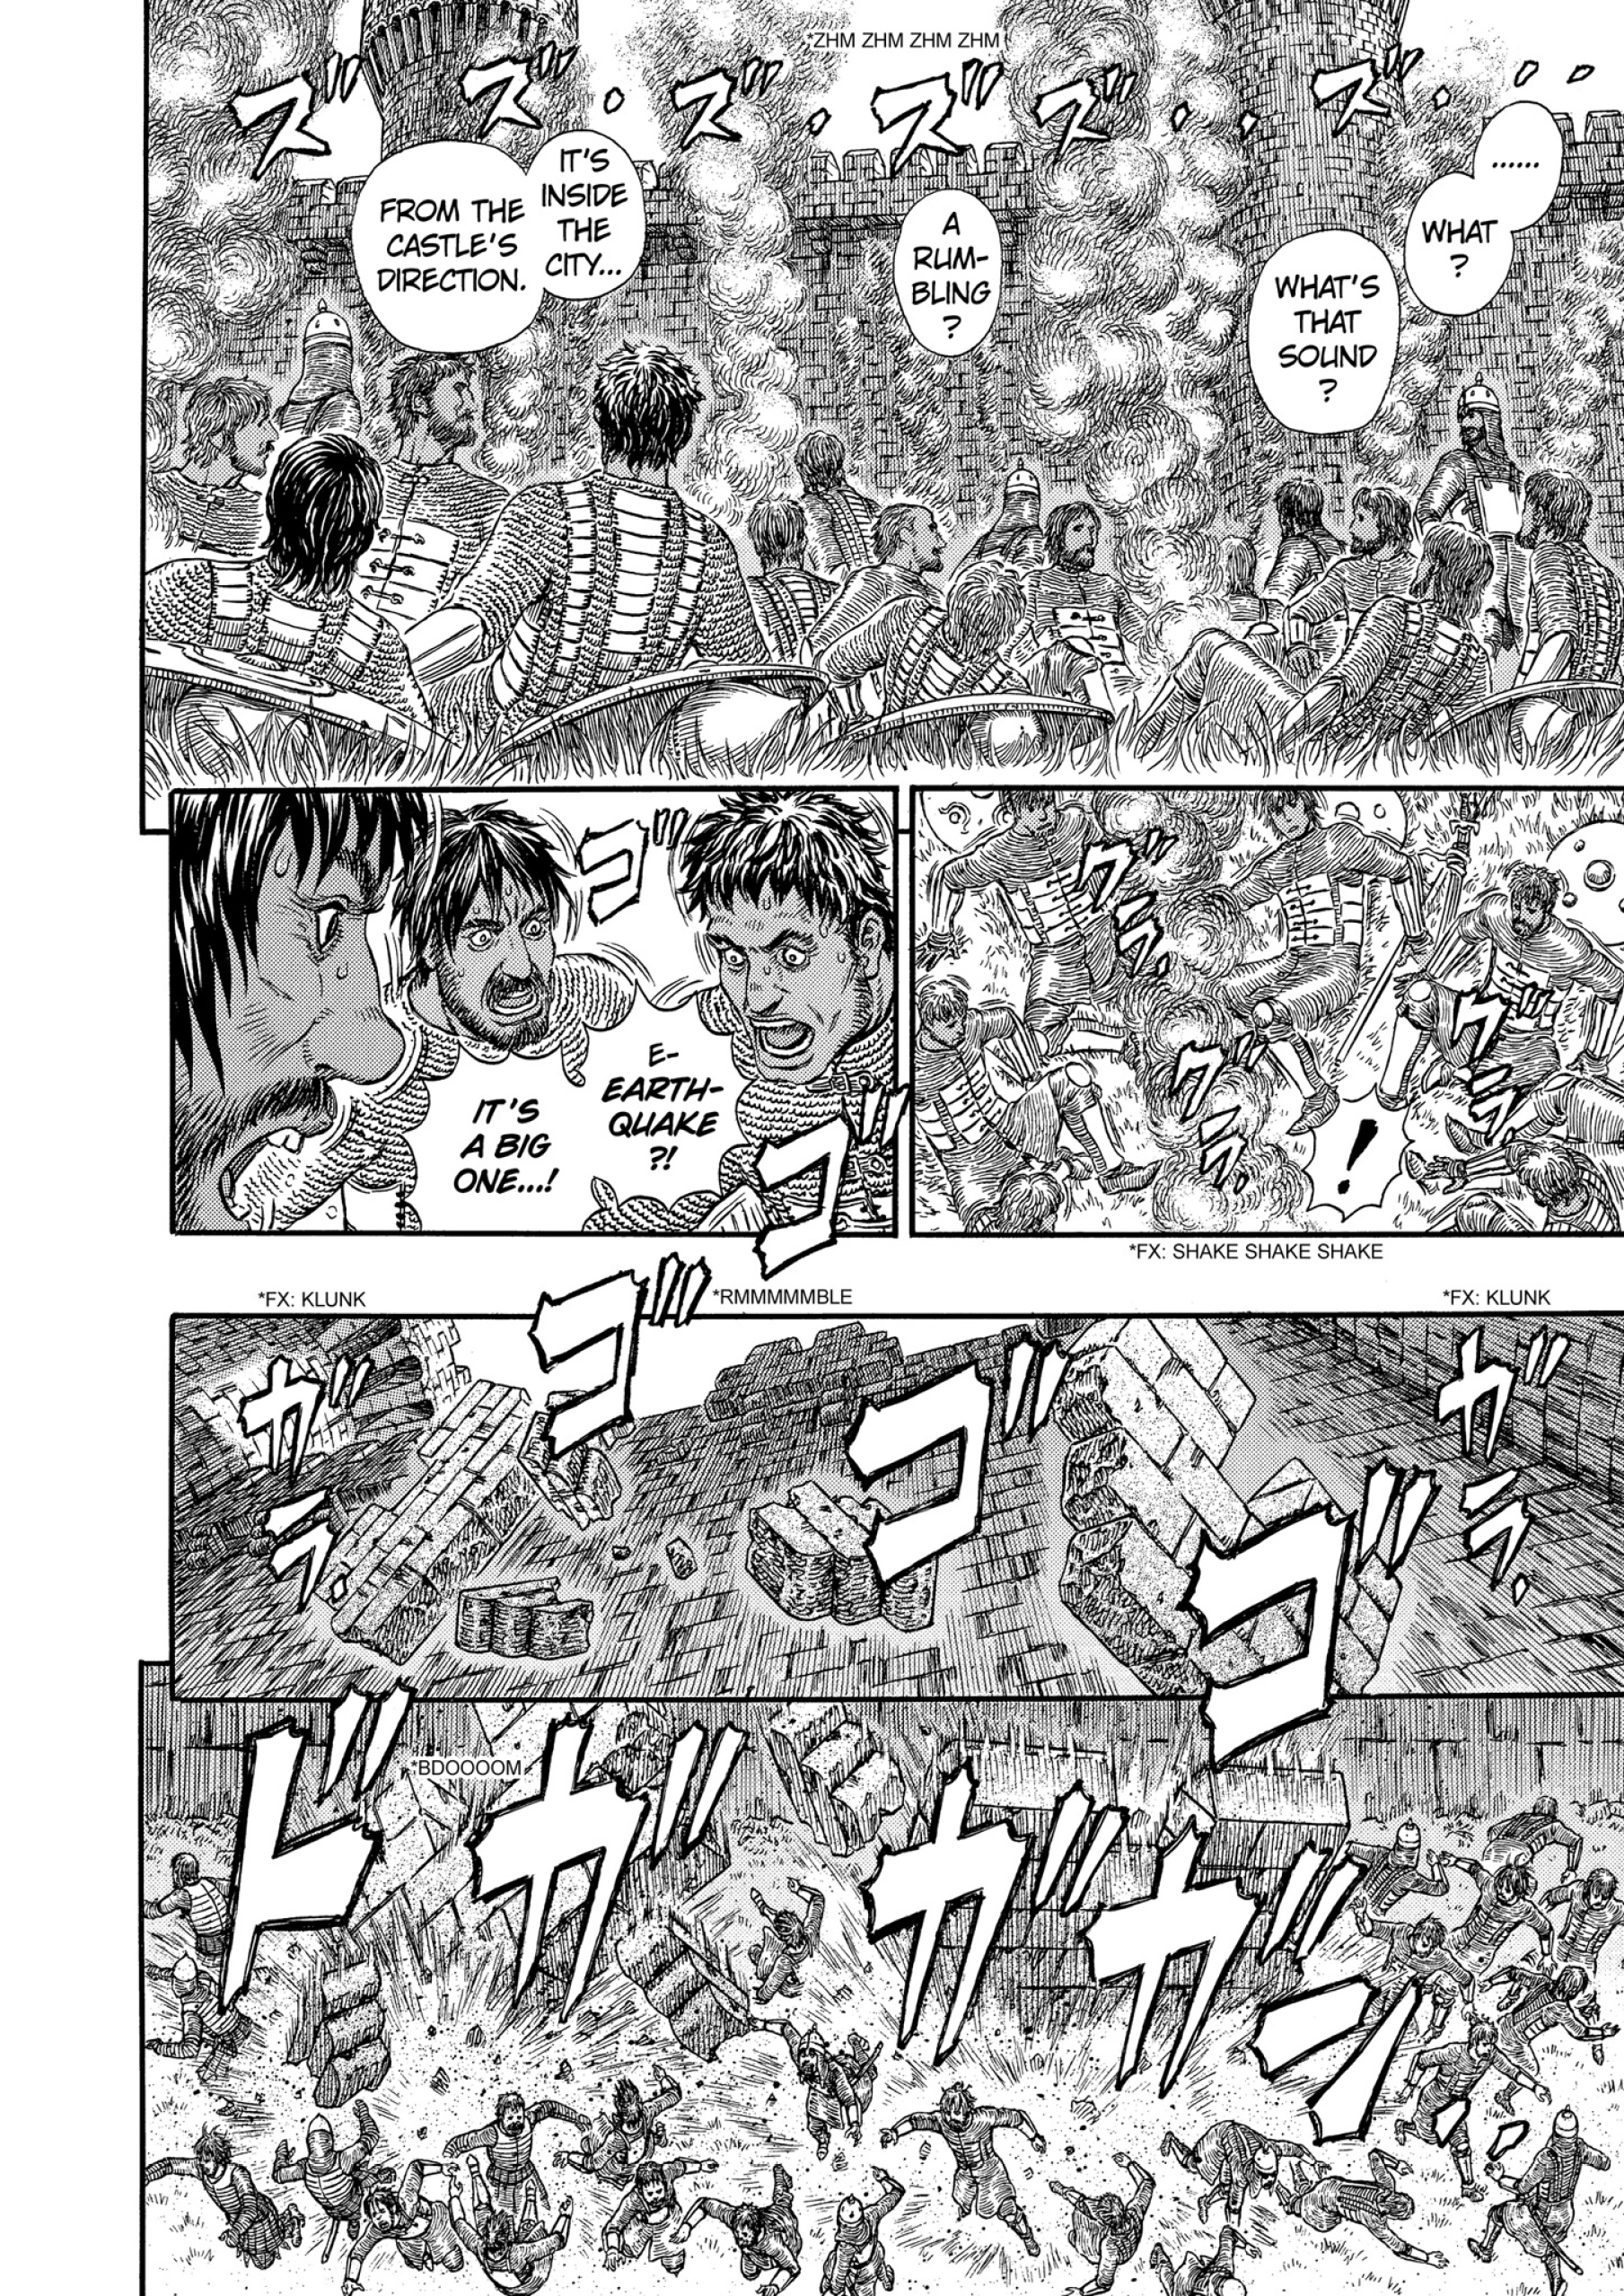 *ZHM ZHM ZHM ZHM
ズズ・ズ・ズズ・・ズ・・・
......
WHAT
?
WHAT'S
THAT
SOUND
?
A
RUM-
BLING
?
IT'S
INSIDE
THE
CITY...
FROM THE
CASTLE'S
DIRECTION.
グラ
グラ
グラ
!
*FX: SHAKE SHAKE SHAKE
E-
EARTH-
QUAKE
?!
IT'S
A BIG
ONE...!
ゴゴゴゴゴ
*RMMMMMBLE
*FX: KLUNK
ガラ
*FX: KLUNK
ガラ
*BDOOOOM
ドガガガン